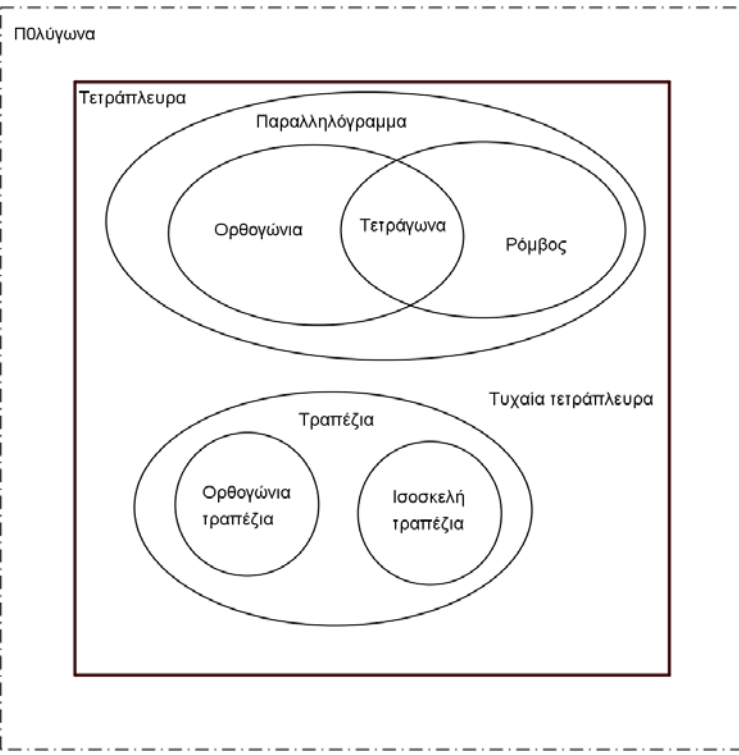 Πολύγωνα
Τετράπλευρα
Παραλληλόγραμμα
Ορθογώνια
Τετράγωνα
Ρόμβος
Τυχαία τετράπλευρα
Τραπέζια
Ορθογώνια
τραπέζια
Ισοσκελή
τραπέζια